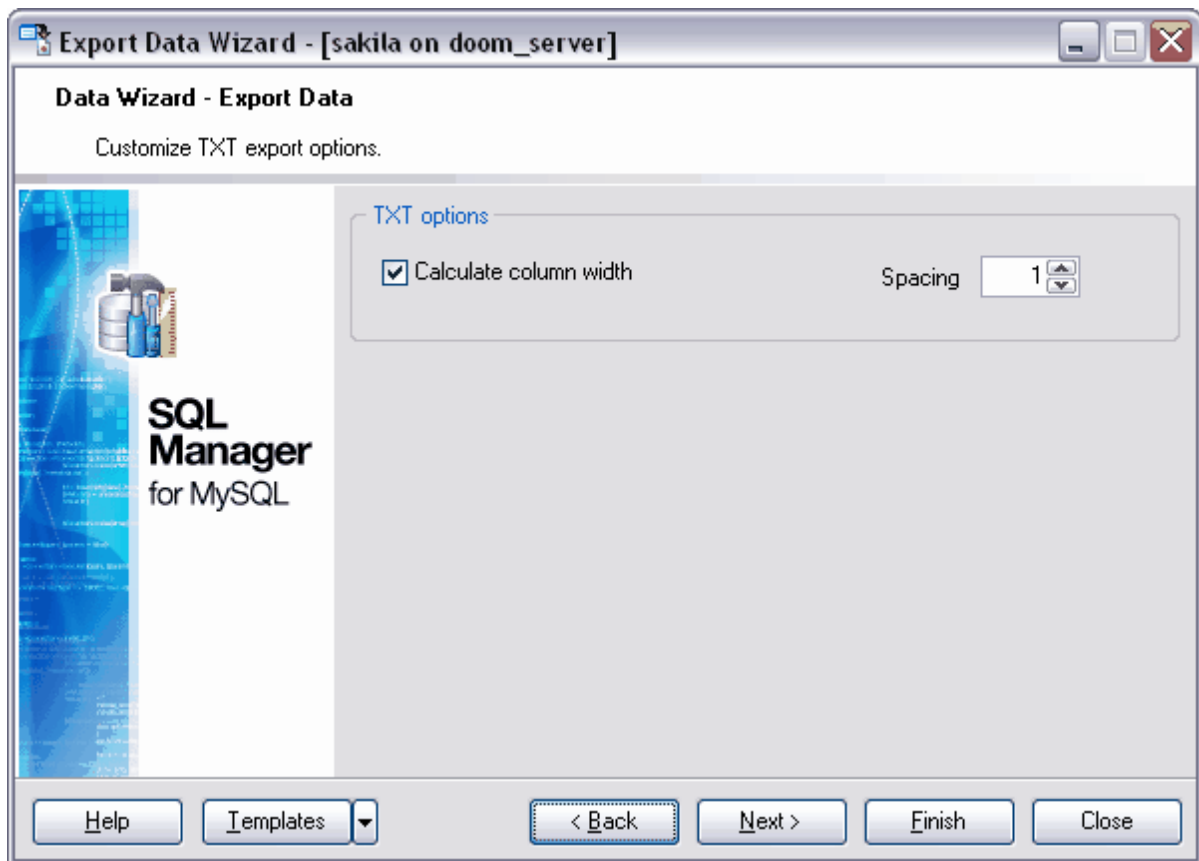 Export Data Wizard - [sakila on doom_server]
Data Wizard - Export Data
Customize TXT export options.
TXT options
Calculate column width
Spacing
1
SQL
Manager
for MySQL
Help
Templates
< Back
Next >
Finish
Close